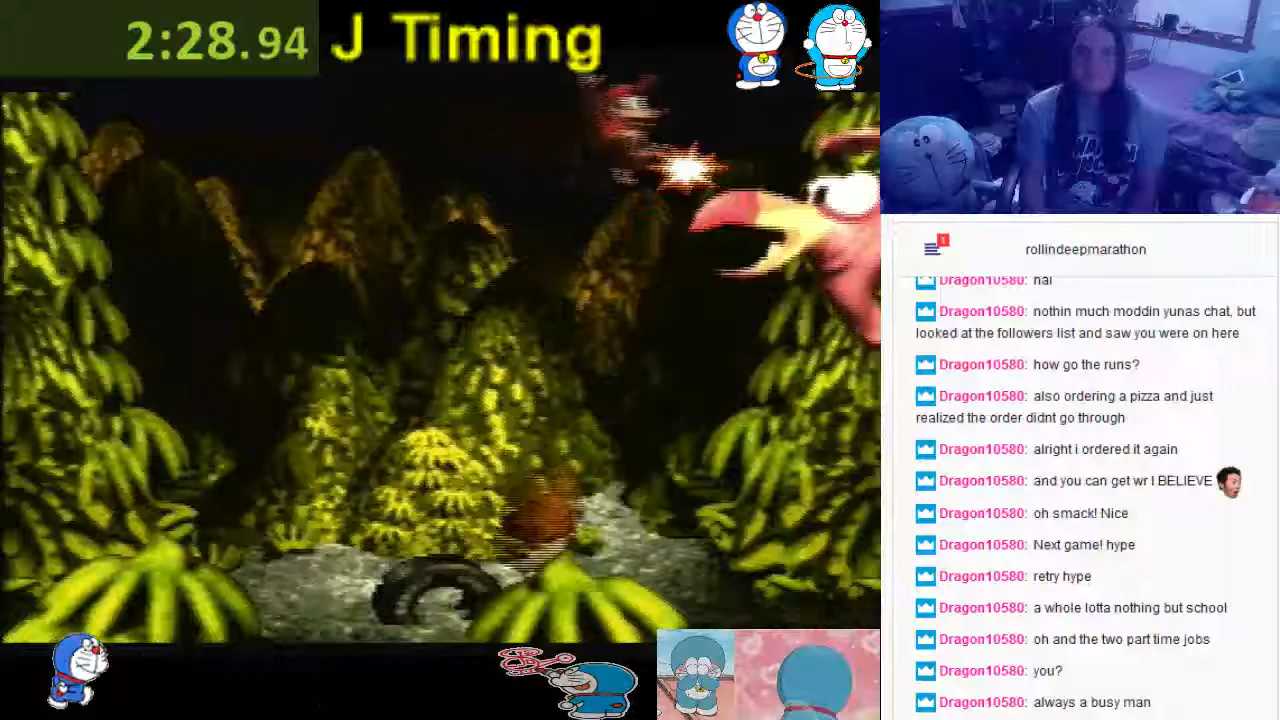 2:28.94
J Timing
1
rollindeepmarathon
Dragon10580: hai
Dragon10580: nothin much moddin yunas chat, but
looked at the followers list and saw you were on here
Dragon10580: how go the runs?
Dragon10580: also ordering a pizza and just
realized the order didnt go through
Dragon10580: alright i ordered it again
Dragon10580: and you can get wr I BELIEVE
Dragon10580: oh smack! Nice
Dragon10580: Next game! hype
Dragon10580: retry hype
Dragon10580: a whole lotta nothing but school
Dragon10580: oh and the two part time jobs
Dragon10580: you?
Dragon10580: always a busy man